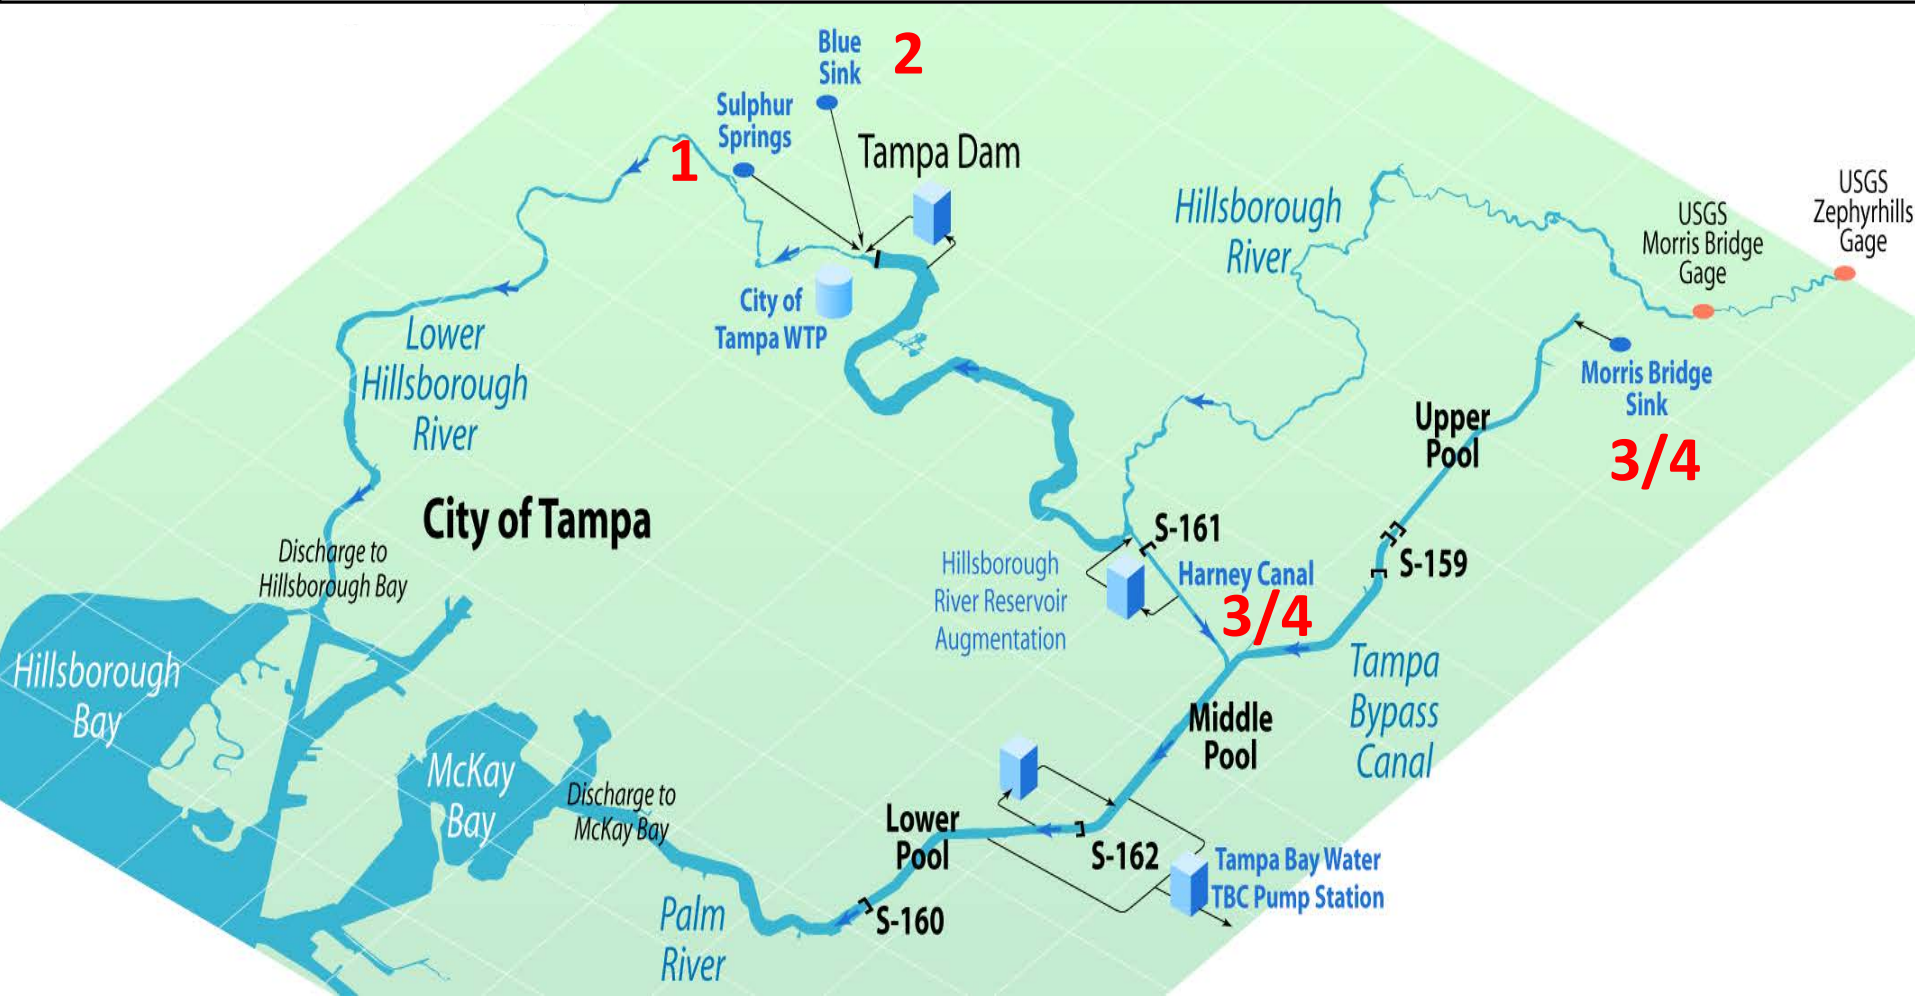 Blue
Sink
2
Sulphur
Springs
1
Tampa Dam
Hillsborough
River
USGS
Morris Bridge
Gage
USGS
Zephyrhills
Gage
City of
Tampa WTP
Lower
Hillsborough
River
Morris Bridge
Sink
3/4
Upper
Pool
City of Tampa
S-161
S-159
Discharge to
Hillsborough Bay
Hillsborough
River Reservoir
Augmentation
Harney Canal
3/4
Hillsborough
Bay
Tampa
Bypass
Canal
Middle
Pool
McKay
Bay
Discharge to
McKay Bay
Lower
Pool
S-162
Tampa Bay Water
TBC Pump Station
S-160
Palm
River